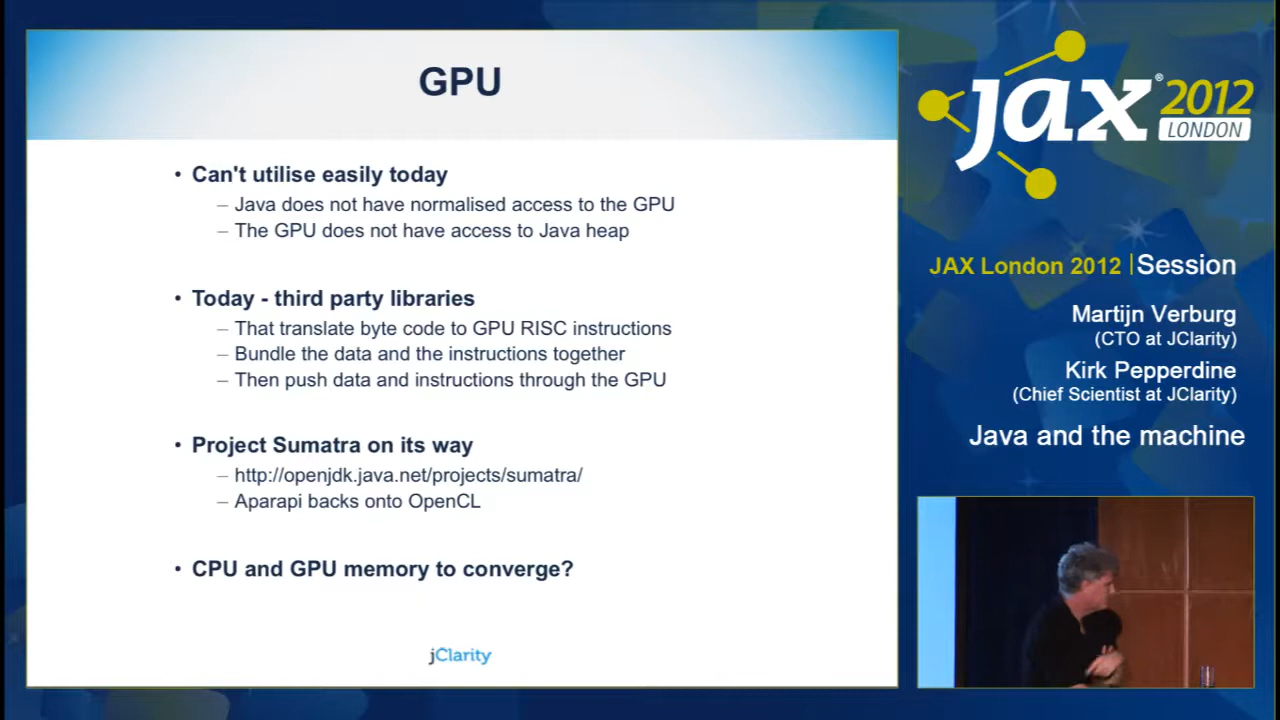 GPU
• Can't utilise easily today
– Java does not have normalised access to the GPU
– The GPU does not have access to Java heap
• Today - third party libraries
– That translate byte code to GPU RISC instructions
– Bundle the data and the instructions together
– Then push data and instructions through the GPU
• Project Sumatra on its way
– http://openjdk.java.net/projects/sumatra/
– Aparapi backs onto OpenCL
• CPU and GPU memory to converge?
jClarity
jax® 2012
LONDON
JAX London 2012 | Session
Martijn Verburg
(CTO at JClarity)
Kirk Pepperdine
(Chief Scientist at JClarity)
Java and the machine